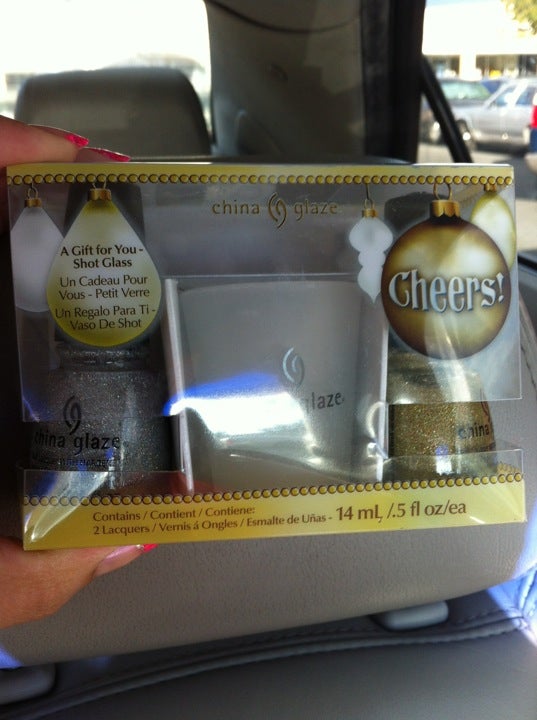 china glaze
A Gift for You -
Shot Glass
Un Cadeau Pour
Vous - Petit Verre
Un Regalo Para Ti -
Vaso De Shot
Cheers!
china glaze
glaze
china
Contains / Contient / Contiene:
2 Lacquers / Vernis á Ongles / Esmalte de Uñas - 14 mL /.5 fl oz/ea